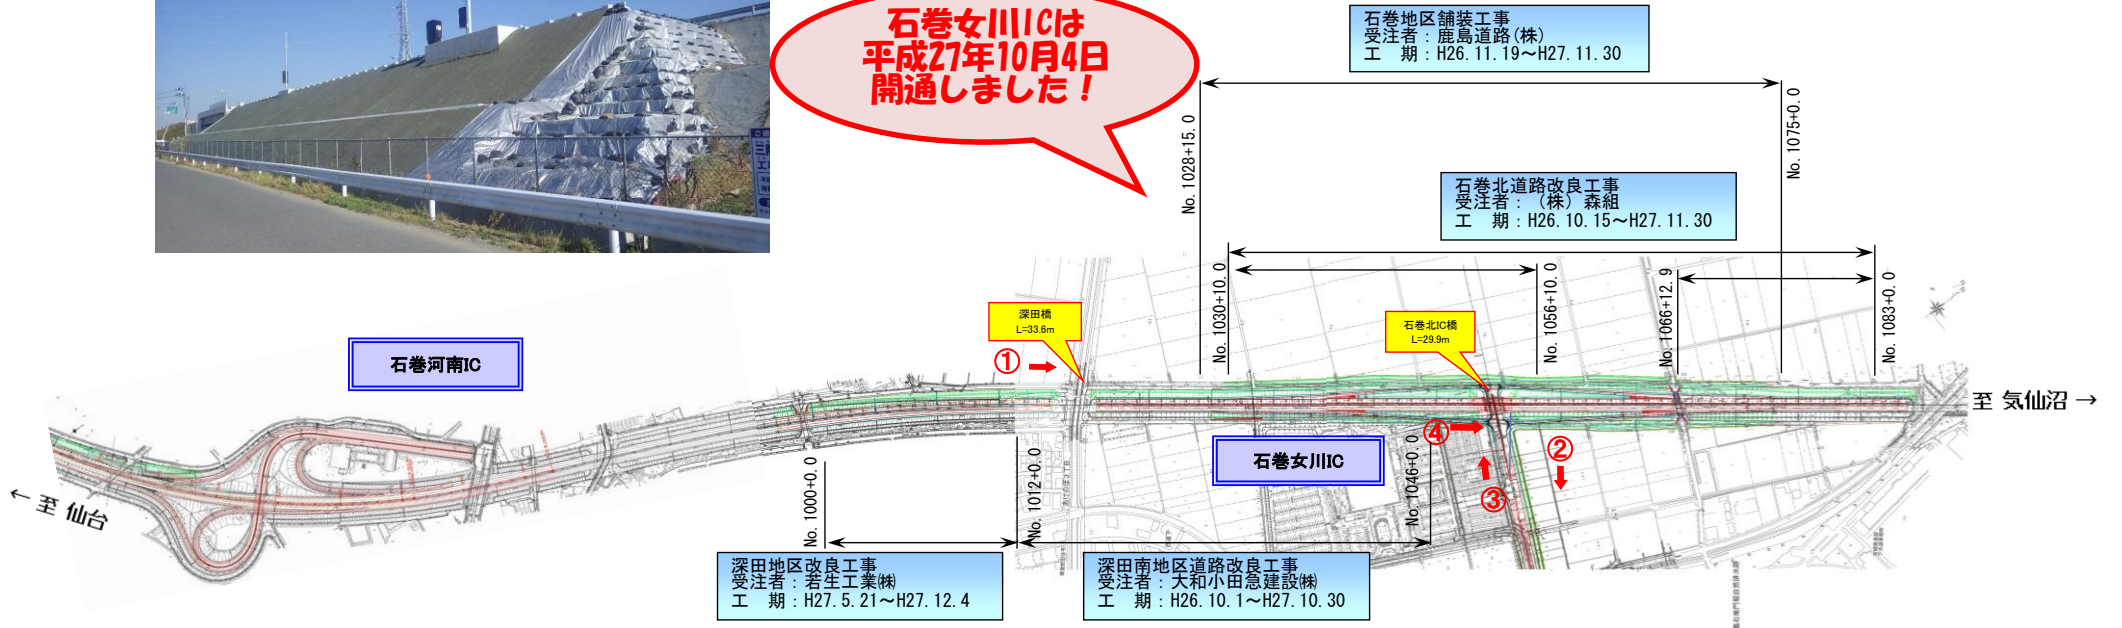 石巻女川ICは
平成27年10月4日
開通しました！
石巻地区舗装工事
受注者：鹿島道路(株)
工　期：H26.11.19～H27.11.30
No.1028+15.0
No.1075+0.0
石巻北道路改良工事
受注者：（株）森組
工　期：H26.10.15～H27.11.30
No.1030+10.0
No.1056+10.0
No.1066+12.9
No.1083+0.0
深田橋
L=33.6m
石巻北IC橋
L=29.9m
石巻河南IC
①
至 気仙沼 →
④
②
石巻女川IC
③
← 至 仙台
No.1000+0.0
No.1012+0.0
No.1046+0.0
深田地区改良工事
受注者：若生工業㈱
工　期：H27.5.21～H27.12.4
深田南地区道路改良工事
受注者：大和小田急建設㈱
工　期：H26.10.1～H27.10.30